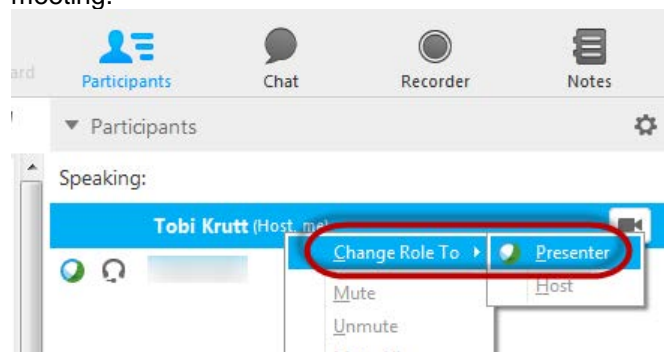 meeting.
ard
Participants Chat Recorder Notes
Participants
Speaking:
Tobi Krutt (Host, me)
Change Role To Presenter
Mute Host
Unmute